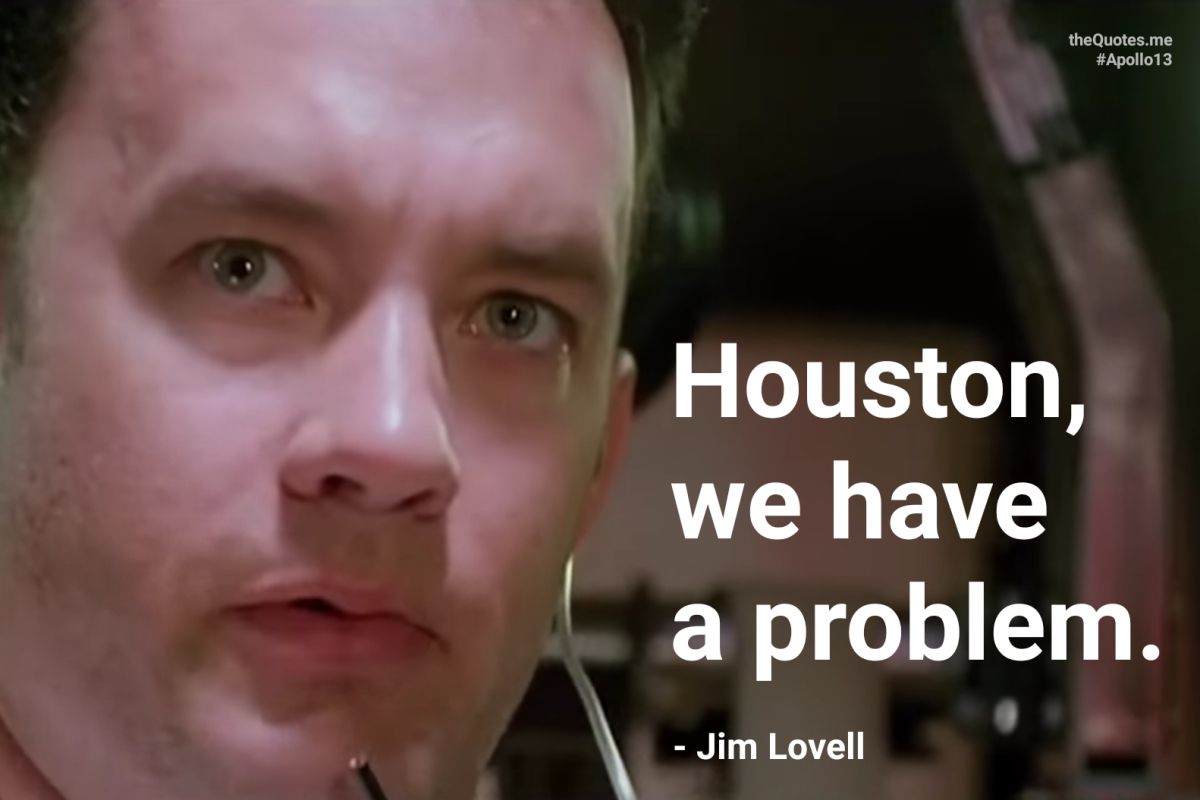 theQuotes.me
#Apollo13
Houston,
we have
a problem.
- Jim Lovell